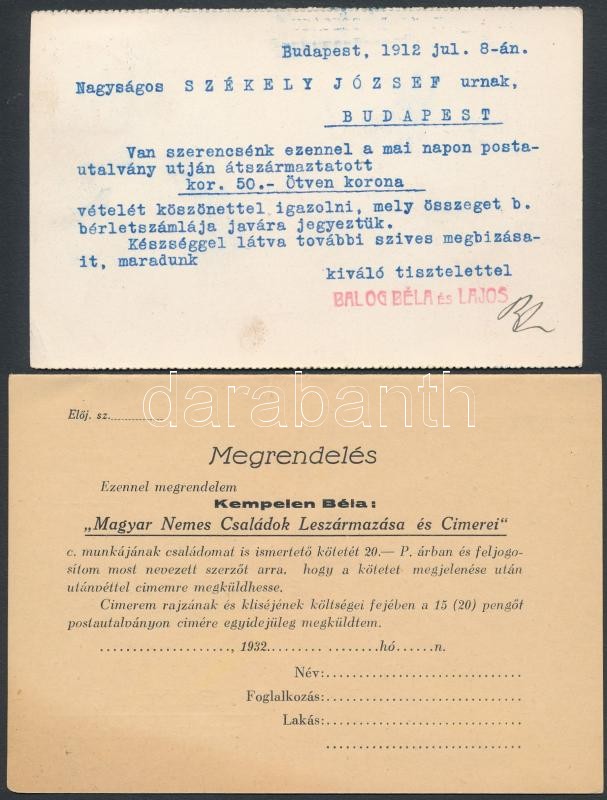 Budapest, 1912 jul. 8-án.
Nagyságos SZÉKELY JÓZSEF urnak,
BUDAPEST
Van szerencsénk ezennel a mai napon posta-
utalvány utján átszármaztatott
kor. 50.- Ötven korona
vételét köszönettel igazolni, mely összeget b.
bérletszámlája javára jegyeztük.
Készséggel látva további szives megbizása-
it, maradunk
kiváló tisztelettel
BALOG BÉLA és LAJOS
darabanth
Előj. sz.............
Megrendelés
Ezennel megrendelem
Kempelen Béla:
„Magyar Nemes Családok Leszármazása és Cimerei"
c. munkájának családomat is ismertető kötetét 20.— P. árban és feljogo-
sítom most nevezett szerzőt arra, hogy a kötetet megjelenése után
utánvéttel cimemre megküldhesse.
Cimerem rajzának és kliséjének költségei fejében a 15 (20) pengőt
postautalványon cimére egyidejüleg megküldtem.
...................., 1932......... ........hó......n.
Név:..............................
Foglalkozás:..............................
Lakás:..............................
..............................